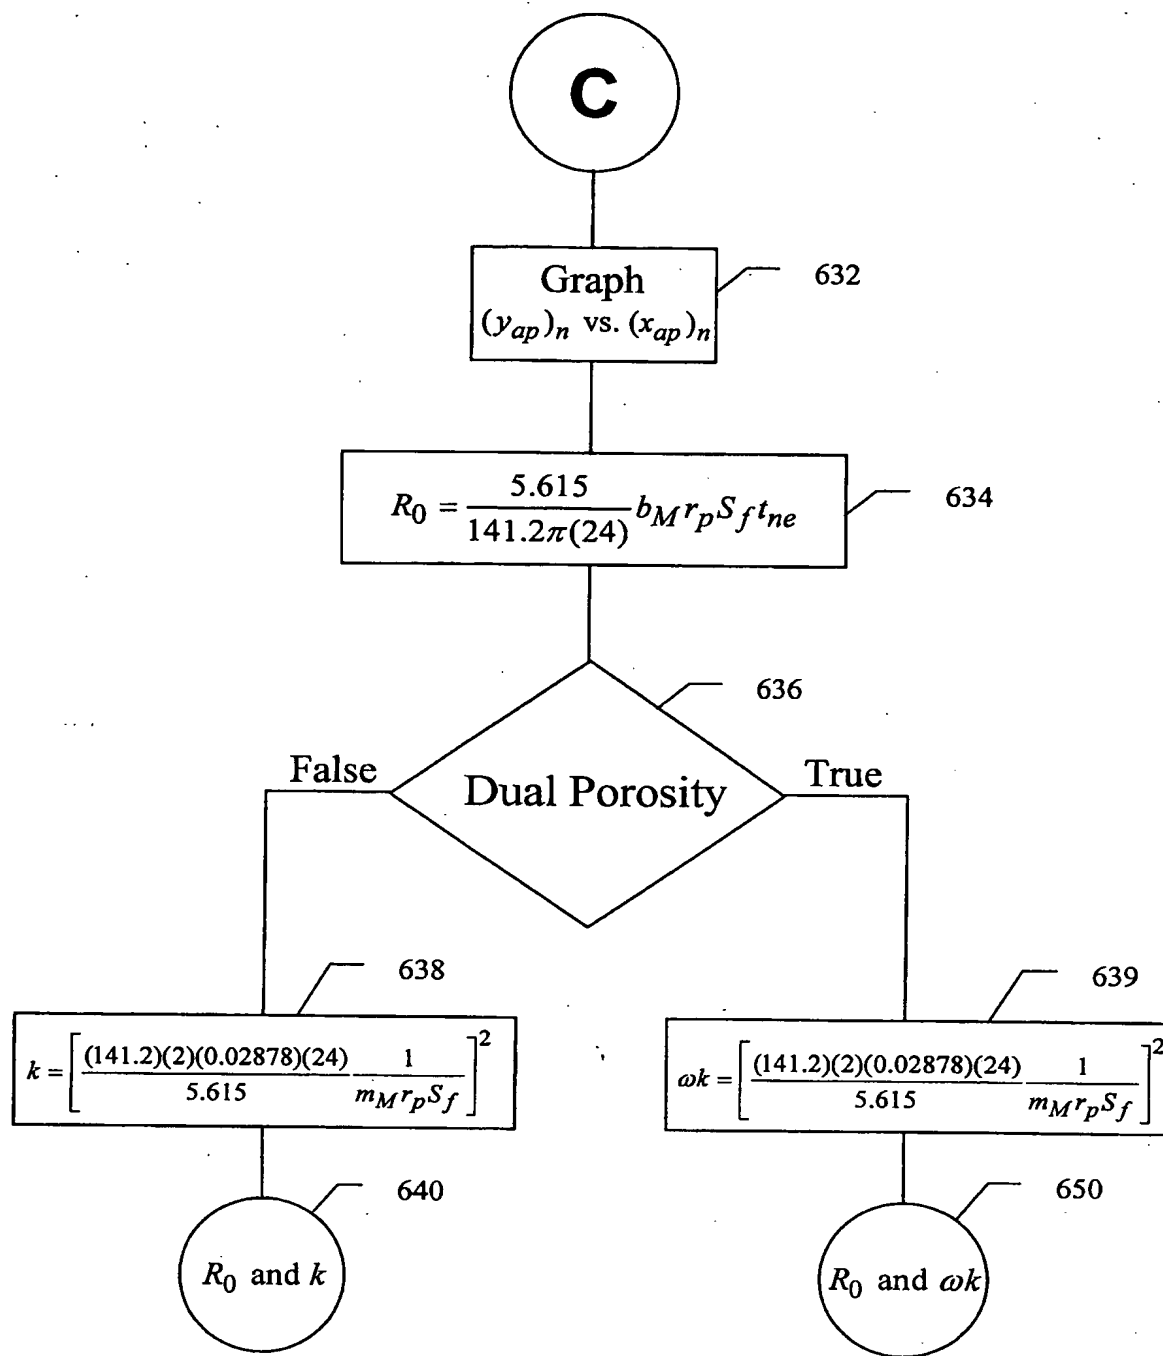 C
Graph
(y_ap)_n vs. (x_ap)_n
632
R_0 = 5.615 / 141.2π(24) b_M r_p S_f t_ne
634
636
False
Dual Porosity
True
638
k = [ (141.2)(2)(0.02878)(24) / 5.615 1 / m_M r_p S_f ]^2
639
ωk = [ (141.2)(2)(0.02878)(24) / 5.615 1 / m_M r_p S_f ]^2
640
R_0 and k
650
R_0 and ωk